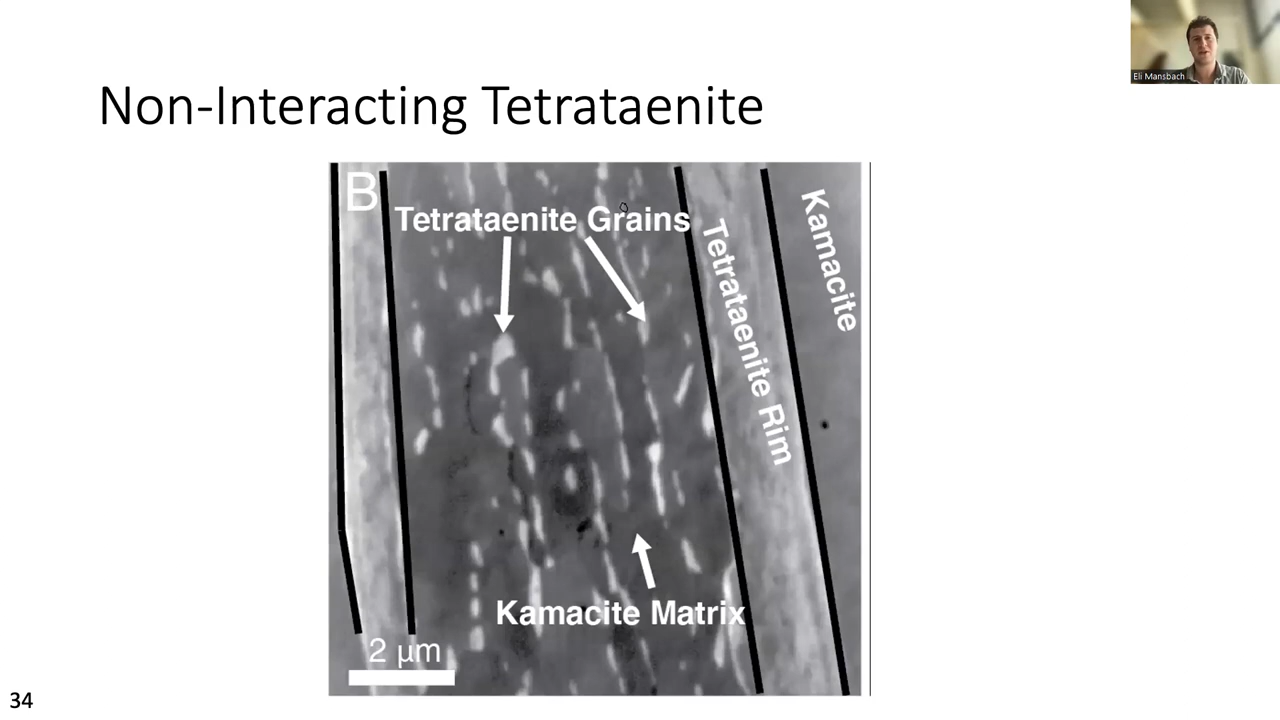 Eli Mansbach
Non-Interacting Tetrataenite
B
Tetrataenite Grains
Tetrataenite Rim
Kamacite
Kamacite Matrix
2 μm
34